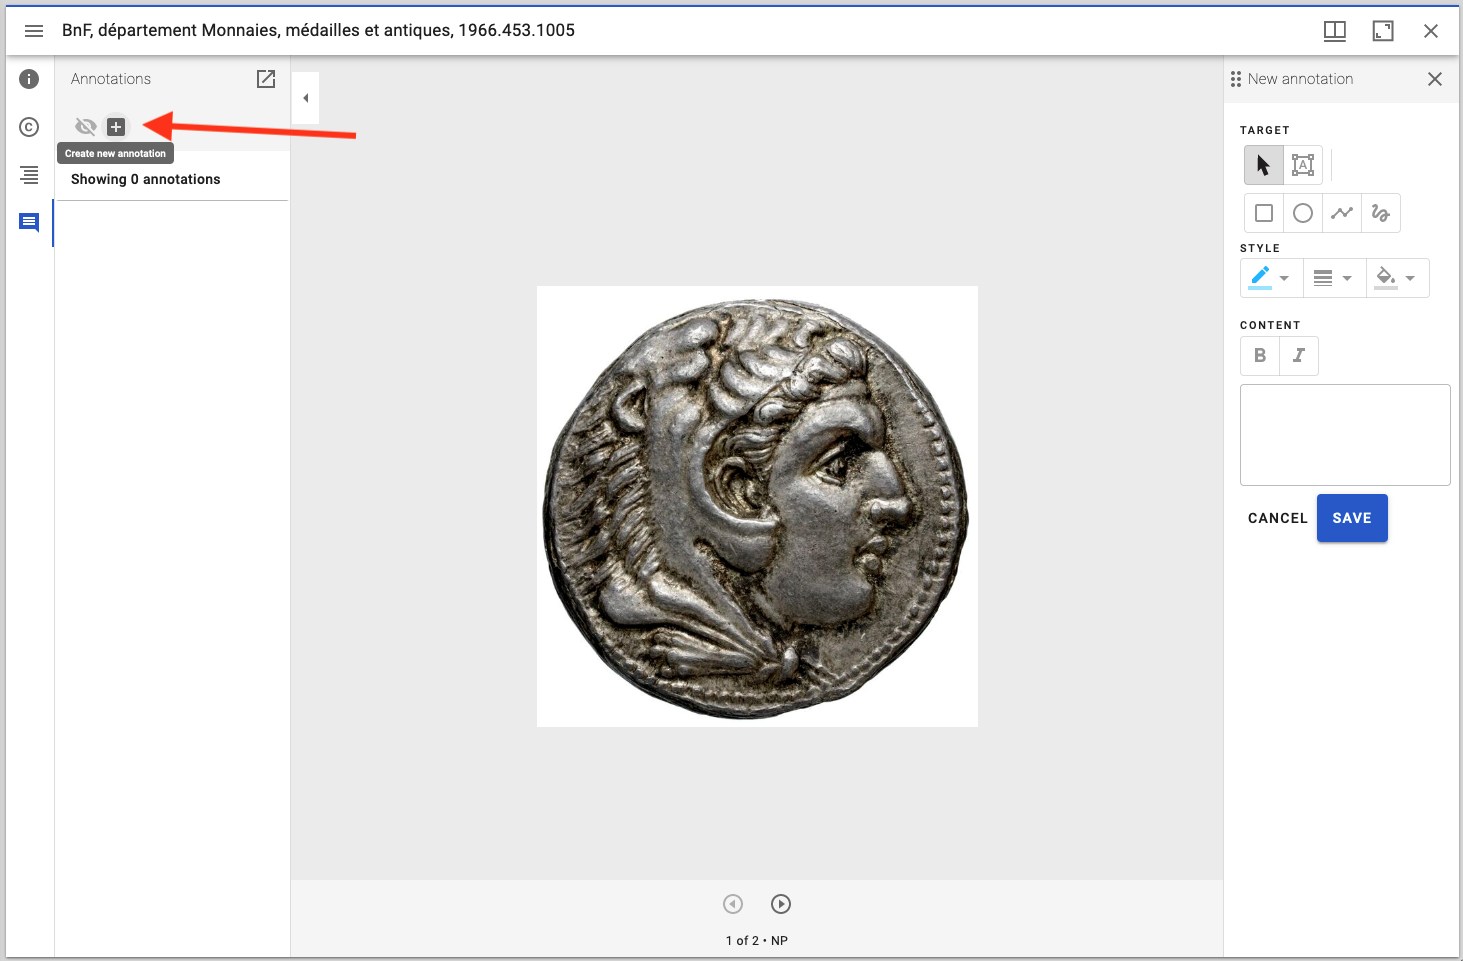 BnF, département Monnaies, médailles et antiques, 1966.453.1005
Annotations
Create new annotation
Showing 0 annotations
New annotation
TARGET
A
STYLE
CONTENT
B I
CANCEL SAVE
1 of 2 • NP